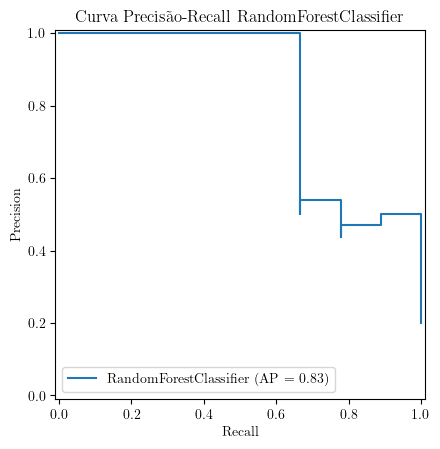 Curva Precisão-Recall RandomForestClassifier
1.0
0.8
0.6
0.4
0.2
0.0
Precision
RandomForestClassifier (AP = 0.83)
0.0 0.2 0.4 0.6 0.8 1.0
Recall